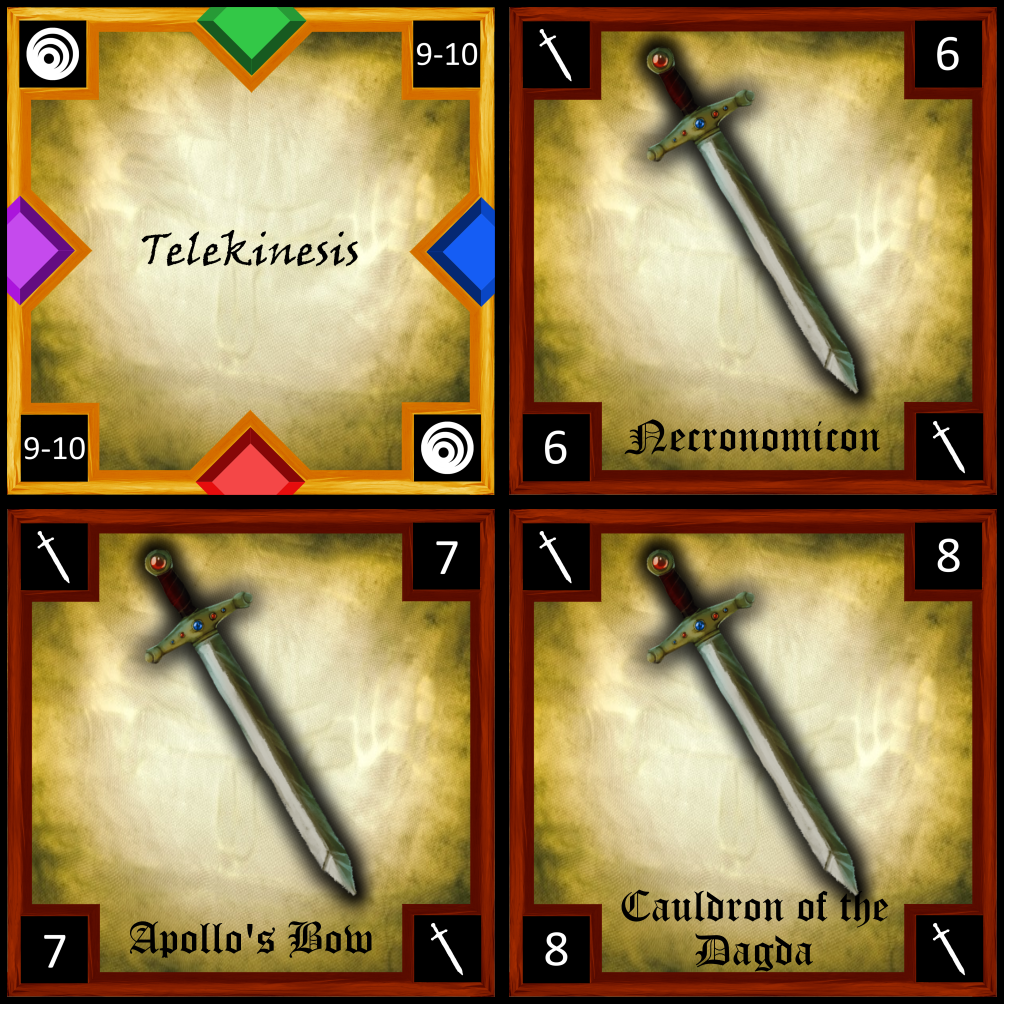 9-10
Telekinesis
9-10
6
6
Necronomicon
7
7
Apollo's Bow
8
Cauldron of the
8
Dagda